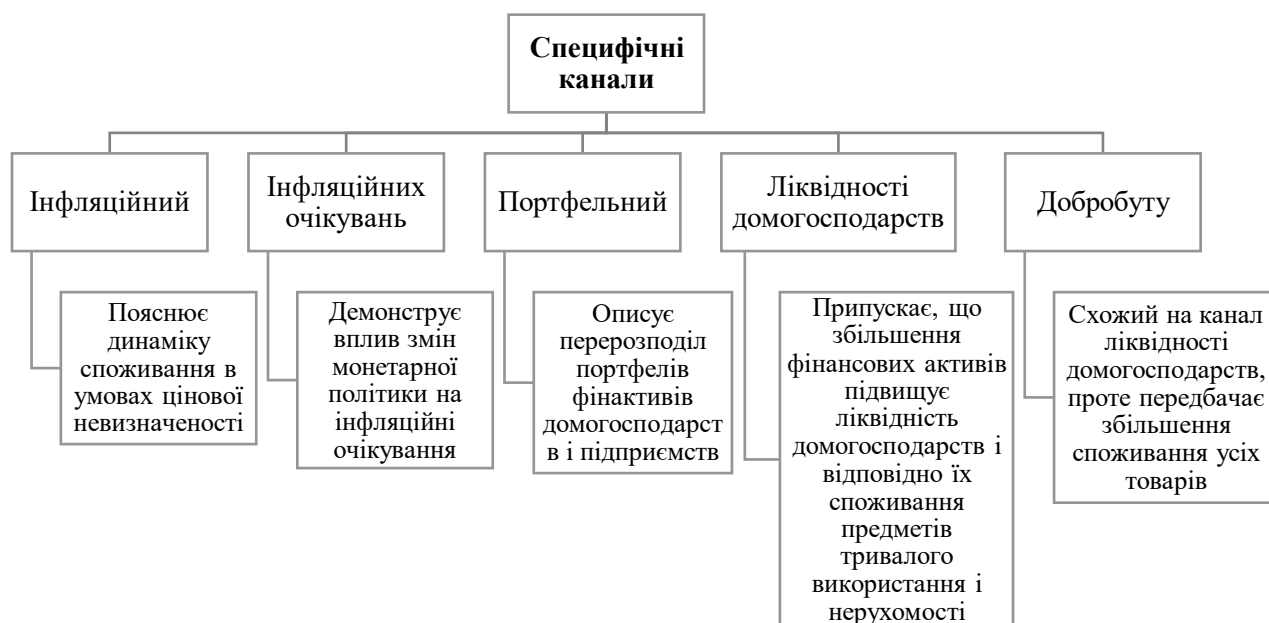 Специфічні
канали
Інфляційний
Інфляційних
очікувань
Портфельний
Ліквідності
домогосподарств
Добробуту
Пояснює
динаміку
споживання в
умовах цінової
невизначеності
Демонструє
вплив змін
монетарної
політики на
інфляційні
очікування
Описує
перерозподіл
портфелів
фінактивів
домогосподарст
в і підприємств
Припускає, що
збільшення
фінансових активів
підвищує
ліквідність
домогосподарств і
відповідно їх
споживання
предметів
тривалого
використання і
нерухомості
Схожий на канал
ліквідності
домогосподарств,
проте передбачає
збільшення
споживання усіх
товарів